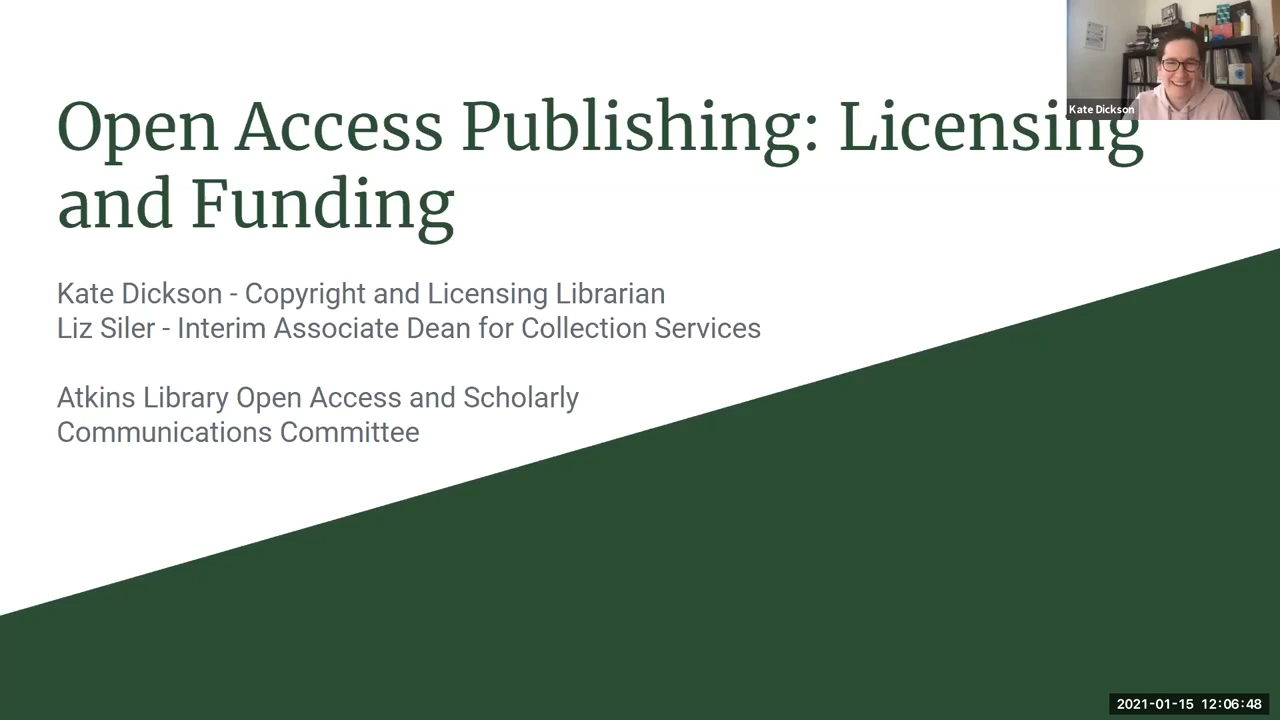 Open Access Publishing: Licensing
and Funding
Kate Dickson
Kate Dickson - Copyright and Licensing Librarian
Liz Siler - Interim Associate Dean for Collection Services
Atkins Library Open Access and Scholarly
Communications Committee
2021-01-15 12:06:48